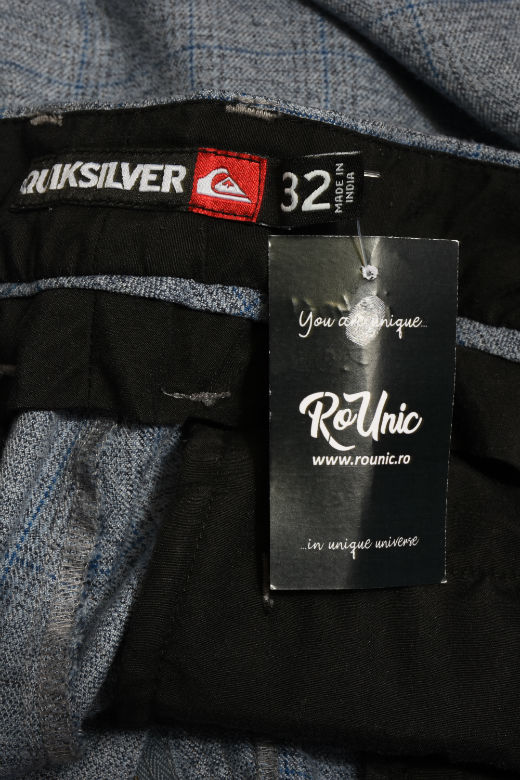 QUIKSILVER
32
MADE IN
INDIA
You are unique...
RoUnic
www.rounic.ro
...in unique universe